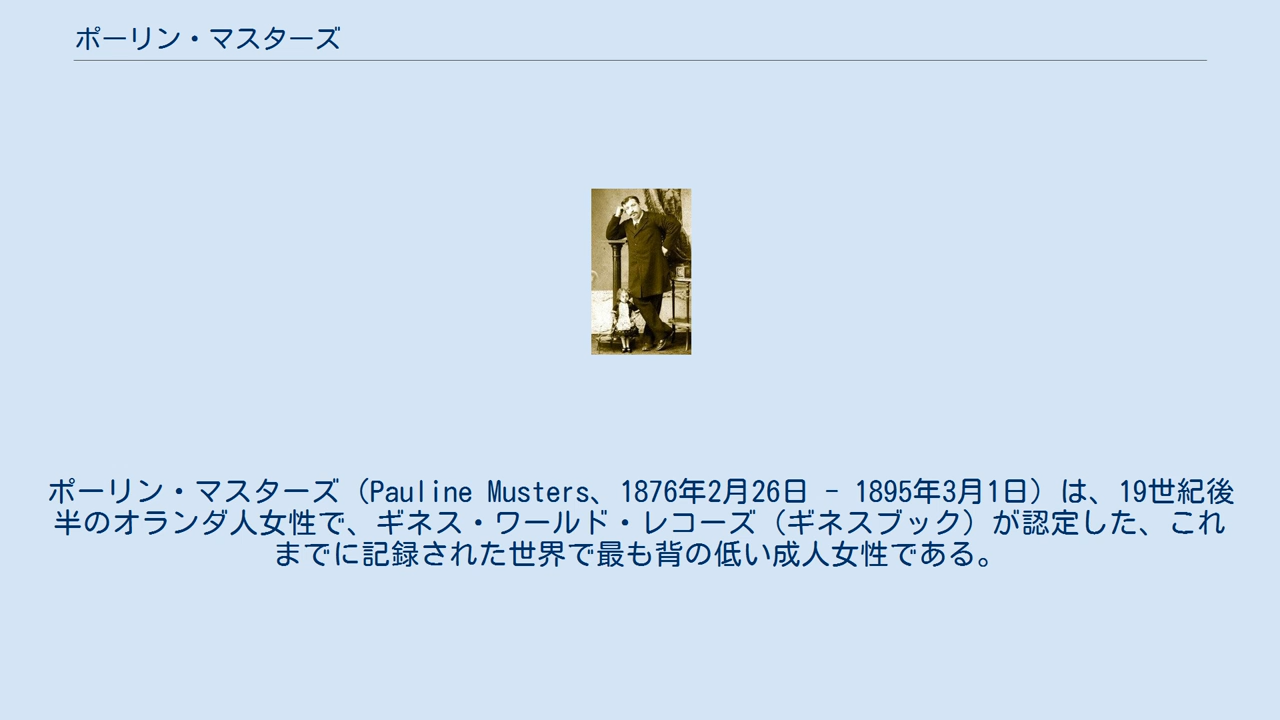 ポーリン・マスターズ
ポーリン・マスターズ（Pauline Musters、1876年2月26日 - 1895年3月1日）は、19世紀後
半のオランダ人女性で、ギネス・ワールド・レコーズ（ギネスブック）が認定した、これ
までに記録された世界で最も背の低い成人女性である。